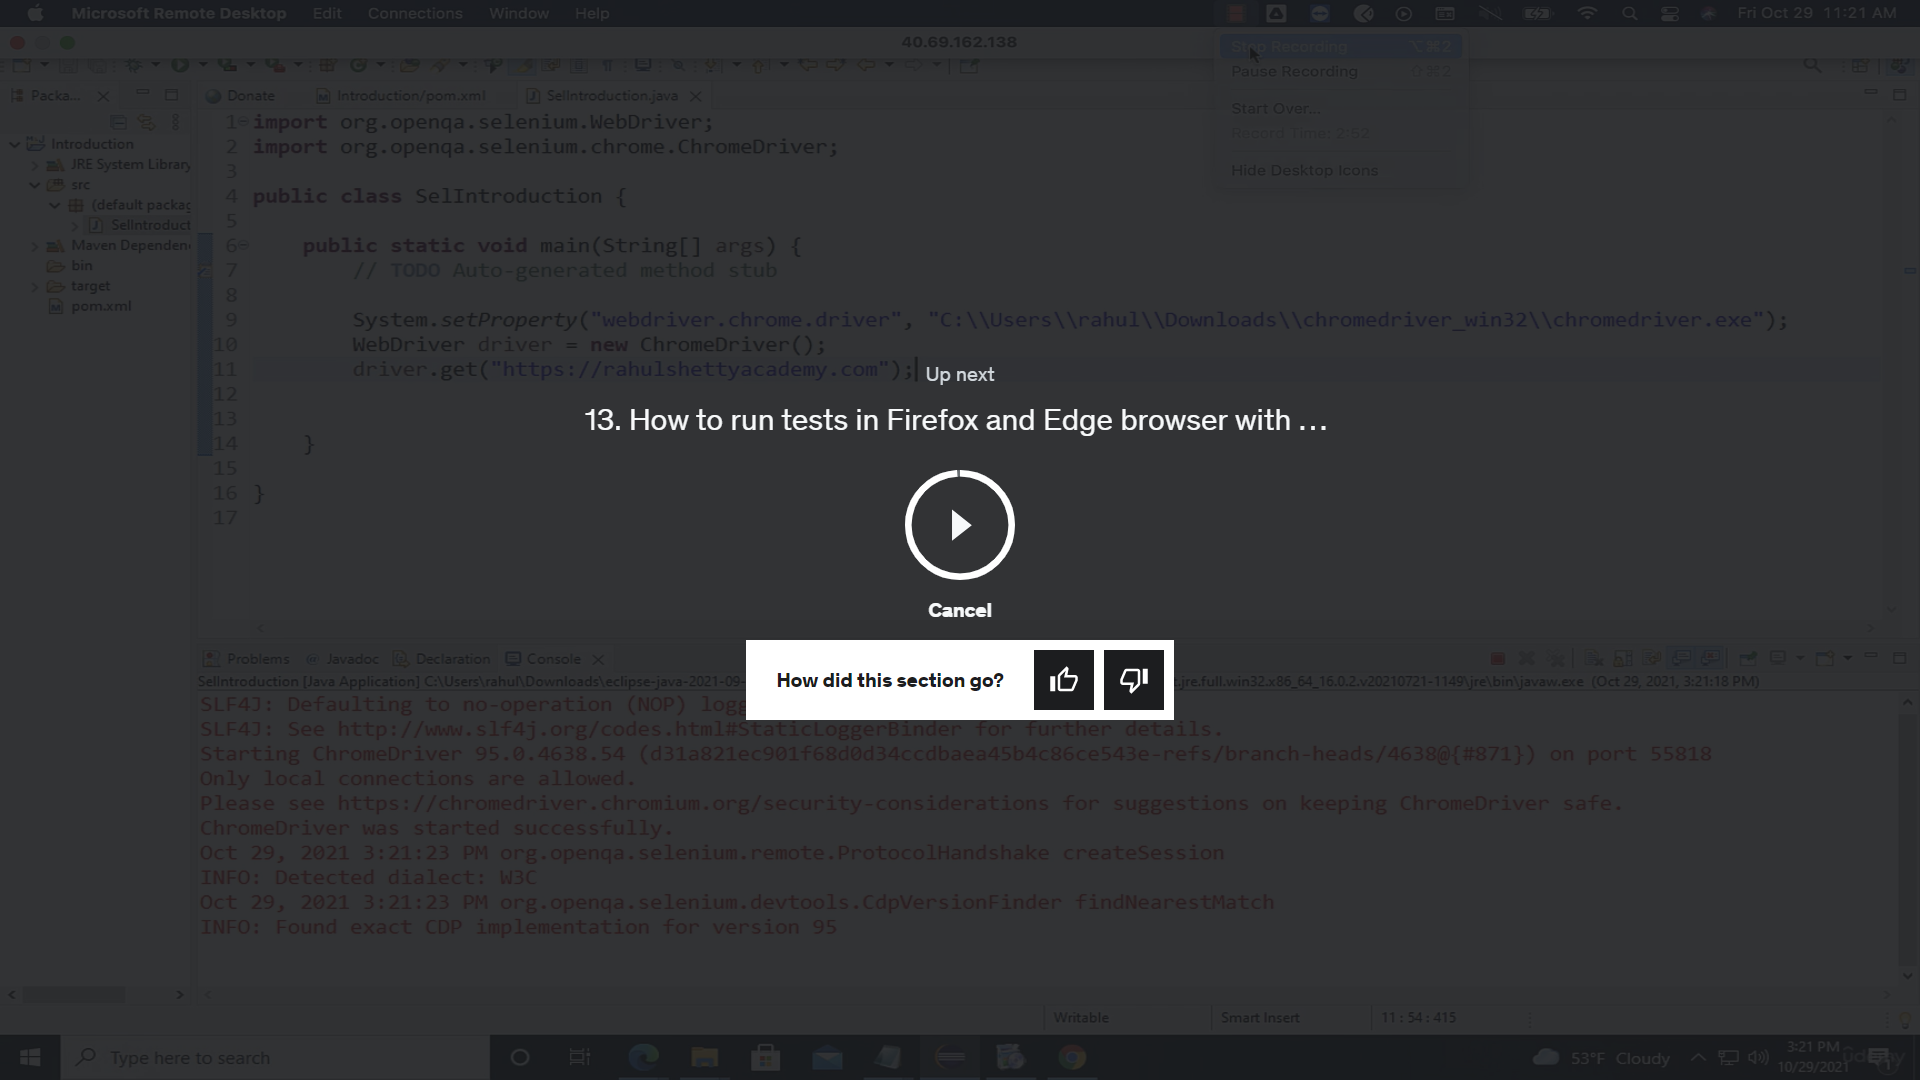 Microsoft Remote Desktop Edit Connections Window Help Fri Oct 29 11:21 AM
40.69.162.138
Stop Recording ⌥⌘2
Pause Recording ⌘2
Start Over...
Record Time: 2:52
Hide Desktop Icons
Packa...
Donate
Introduction/pom.xml
SelIntroduction.java
Introduction
JRE System Library
src
(default packag
SelIntroduct
Maven Dependenc
bin
target
pom.xml
1 import org.openqa.selenium.WebDriver;
2 import org.openqa.selenium.chrome.ChromeDriver;
3
4 public class SelIntroduction {
5
6 public static void main(String[] args) {
7 // TODO Auto-generated method stub
8
9 System.setProperty("webdriver.chrome.driver", "C:\\Users\\rahul\\Downloads\\chromedriver_win32\\chromedriver.exe");
10 WebDriver driver = new ChromeDriver();
11 driver.get("https://rahulshettyacademy.com");
12
13
14 }
15
16 }
17
Up next
13. How to run tests in Firefox and Edge browser with ...
Cancel
How did this section go?
Problems Javadoc Declaration Console
SelIntroduction [Java Application] C:\Users\rahul\Downloads\eclipse-java-2021-09- .jre.full.win32.x86_64_16.0.2.v20210721-1149\jre\bin\javaw.exe (Oct 29, 2021, 3:21:18 PM)
SLF4J: Defaulting to no-operation (NOP) logg
SLF4J: See http://www.slf4j.org/codes.html#StaticLoggerBinder for further details.
Starting ChromeDriver 95.0.4638.54 (d31a821ec901f68d0d34ccdbaea45b4c86ce543e-refs/branch-heads/4638@{#871}) on port 55818
Only local connections are allowed.
Please see https://chromedriver.chromium.org/security-considerations for suggestions on keeping ChromeDriver safe.
ChromeDriver was started successfully.
Oct 29, 2021 3:21:23 PM org.openqa.selenium.remote.ProtocolHandshake createSession
INFO: Detected dialect: W3C
Oct 29, 2021 3:21:23 PM org.openqa.selenium.devtools.CdpVersionFinder findNearestMatch
INFO: Found exact CDP implementation for version 95
Writable Smart Insert 11 : 54 : 415
Type here to search
53°F Cloudy
3:21 PM
10/29/2021
udemy
1